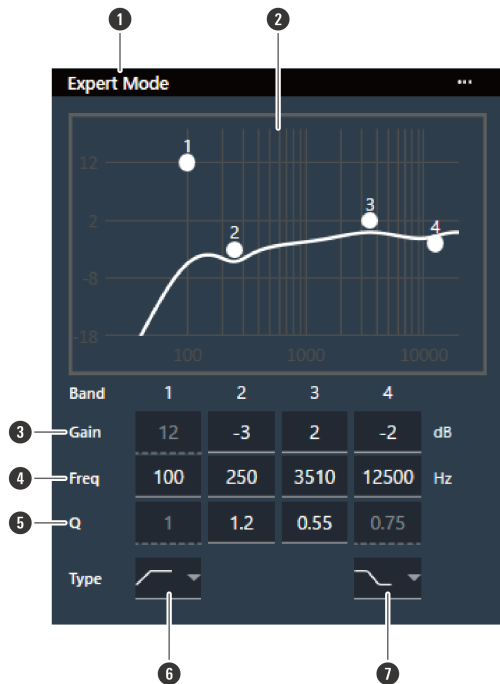 1 2
Expert Mode ...
12
2
-8
-18
100 1000 10000
1 2 3 4
Band 1 2 3 4
3 Gain 12 -3 2 -2 dB
4 Freq 100 250 3510 12500 Hz
5 Q 1 1.2 0.55 0.75
Type
6 7